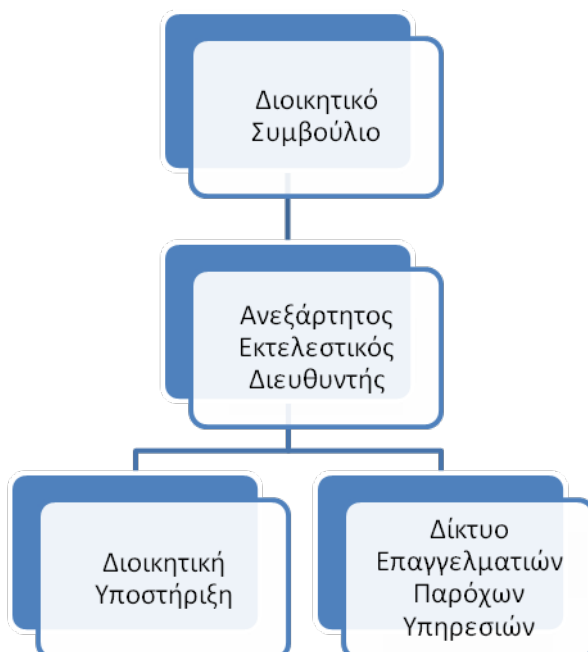 Διοικητικό
Συμβούλιο
Ανεξάρτητος
Εκτελεστικός
Διευθυντής
Διοικητική
Υποστήριξη
Δίκτυο
Επαγγελματιών
Παρόχων
Υπηρεσιών